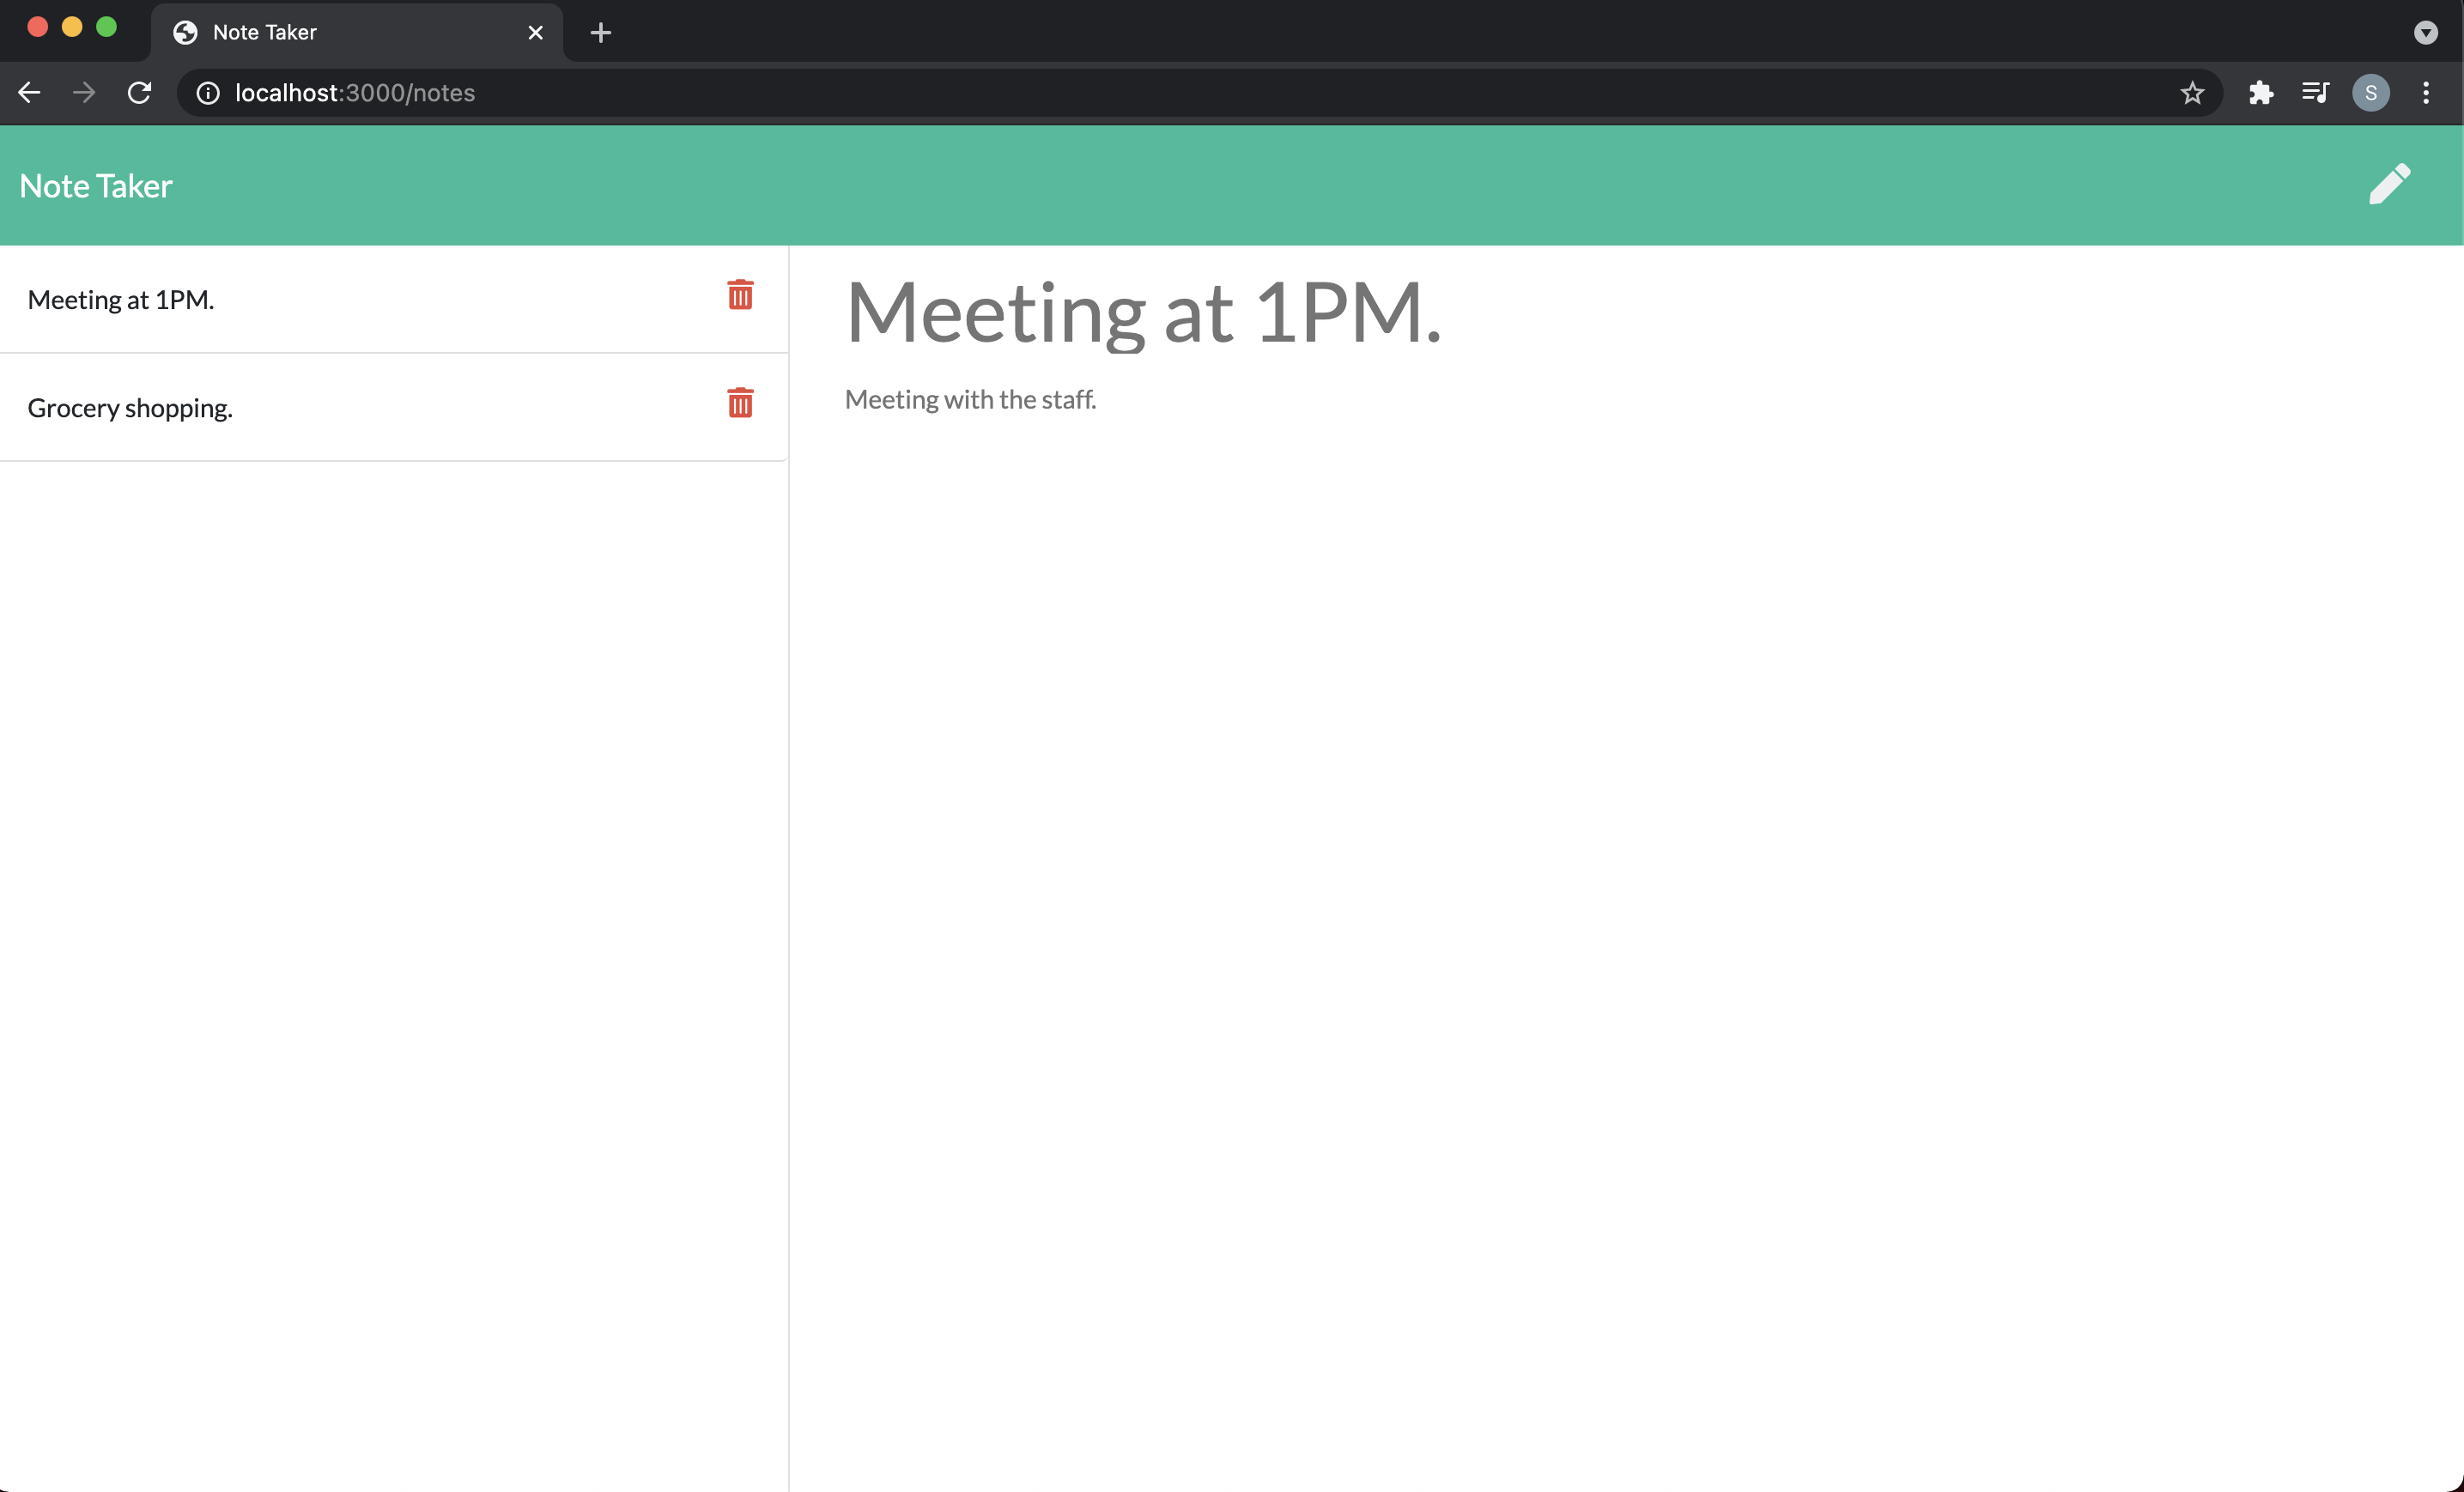 Note Taker
localhost:3000/notes
S
Note Taker
Meeting at 1PM.
Grocery shopping.
Meeting at 1PM.
Meeting with the staff.